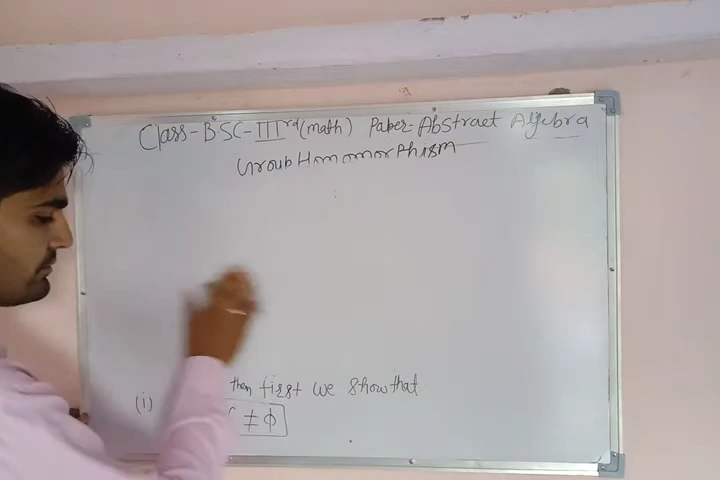 Class-BSC-IIIrd (math) Paper-Abstract Algebra
Group Homomorphism
then first we show that
(i) ≠ ϕ